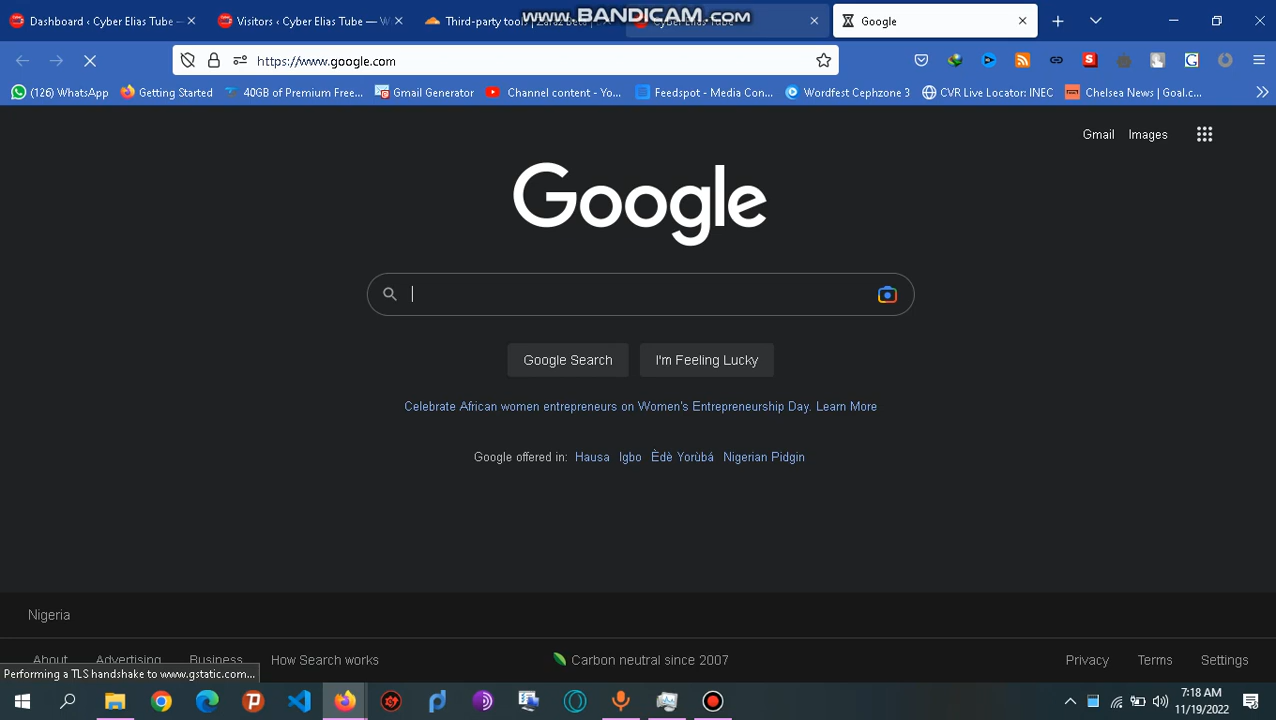 Dashboard ‹ Cyber Elias Tube —
Visitors ‹ Cyber Elias Tube — W
Third-party tools | Zaraz
www.BANDICAM.com
Cyber Elias Tube
Google
https://www.google.com
(126) WhatsApp
Getting Started
40GB of Premium Free...
Gmail Generator
Channel content - Yo...
Feedspot - Media Con...
Wordfest Cephzone 3
CVR Live Locator: INEC
Chelsea News | Goal.c...
Gmail Images
Google
Google Search
I'm Feeling Lucky
Celebrate African women entrepreneurs on Women's Entrepreneurship Day. Learn More
Google offered in: Hausa Igbo Èdè Yorùbá Nigerian Pidgin
Nigeria
About Advertising Business How Search works
Carbon neutral since 2007
Privacy Terms Settings
Performing a TLS handshake to www.gstatic.com...
7:18 AM
11/19/2022